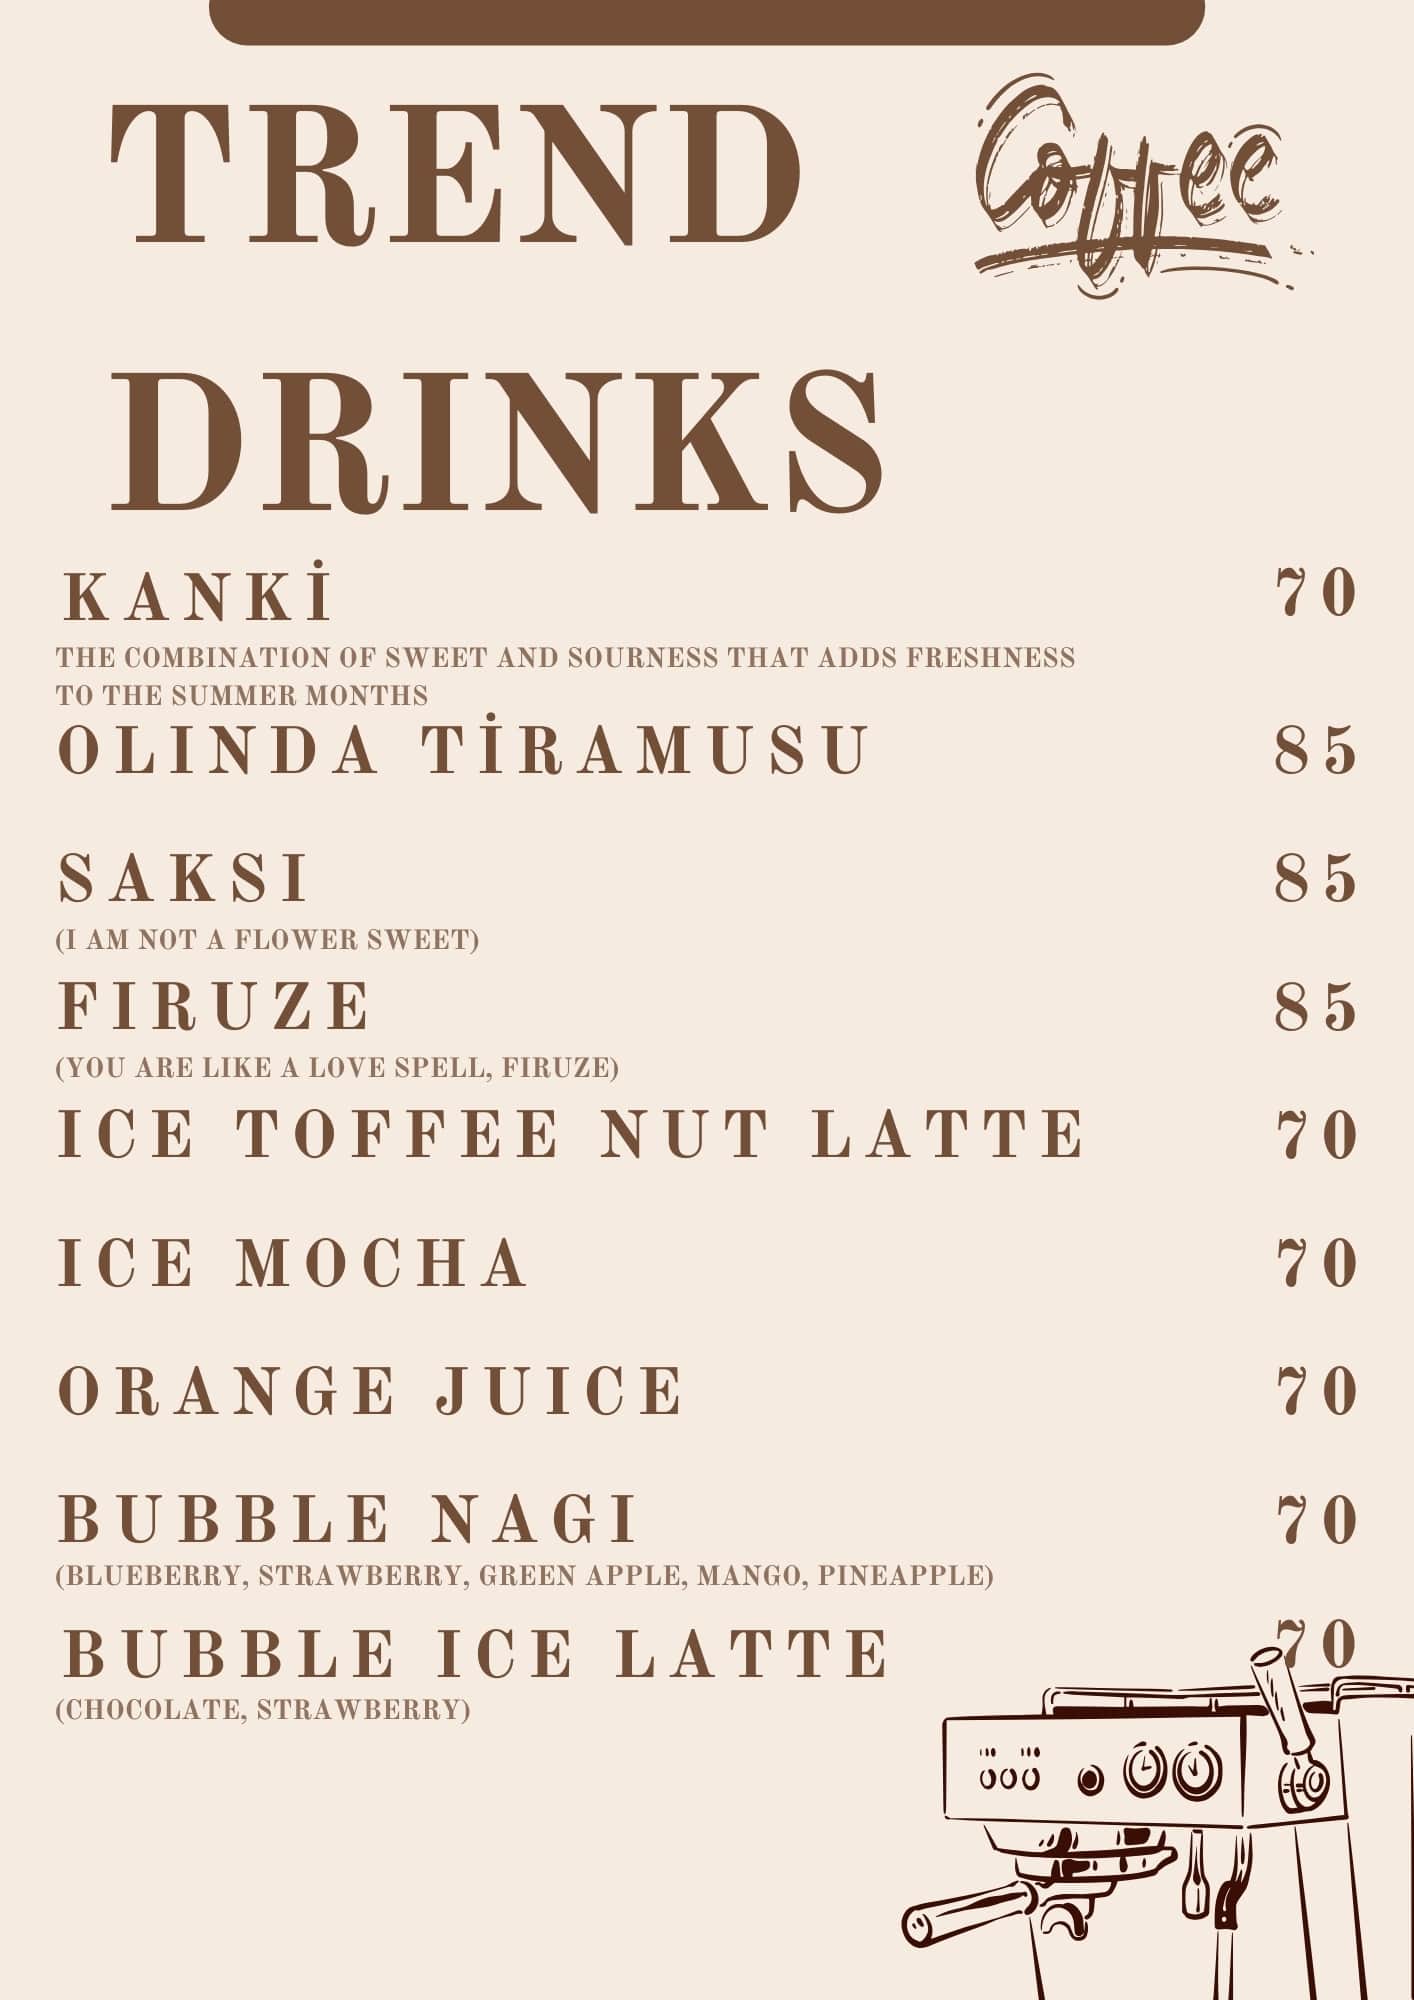 TREND
Coffee
DRINKS
KANKİ 70
THE COMBINATION OF SWEET AND SOURNESS THAT ADDS FRESHNESS
TO THE SUMMER MONTHS
OLINDA TİRAMUSU 85
SAKSI 85
(I AM NOT A FLOWER SWEET)
FIRUZE 85
(YOU ARE LIKE A LOVE SPELL, FIRUZE)
ICE TOFFEE NUT LATTE 70
ICE MOCHA 70
ORANGE JUICE 70
BUBBLE NAGI 70
(BLUEBERRY, STRAWBERRY, GREEN APPLE, MANGO, PINEAPPLE)
BUBBLE ICE LATTE 70
(CHOCOLATE, STRAWBERRY)